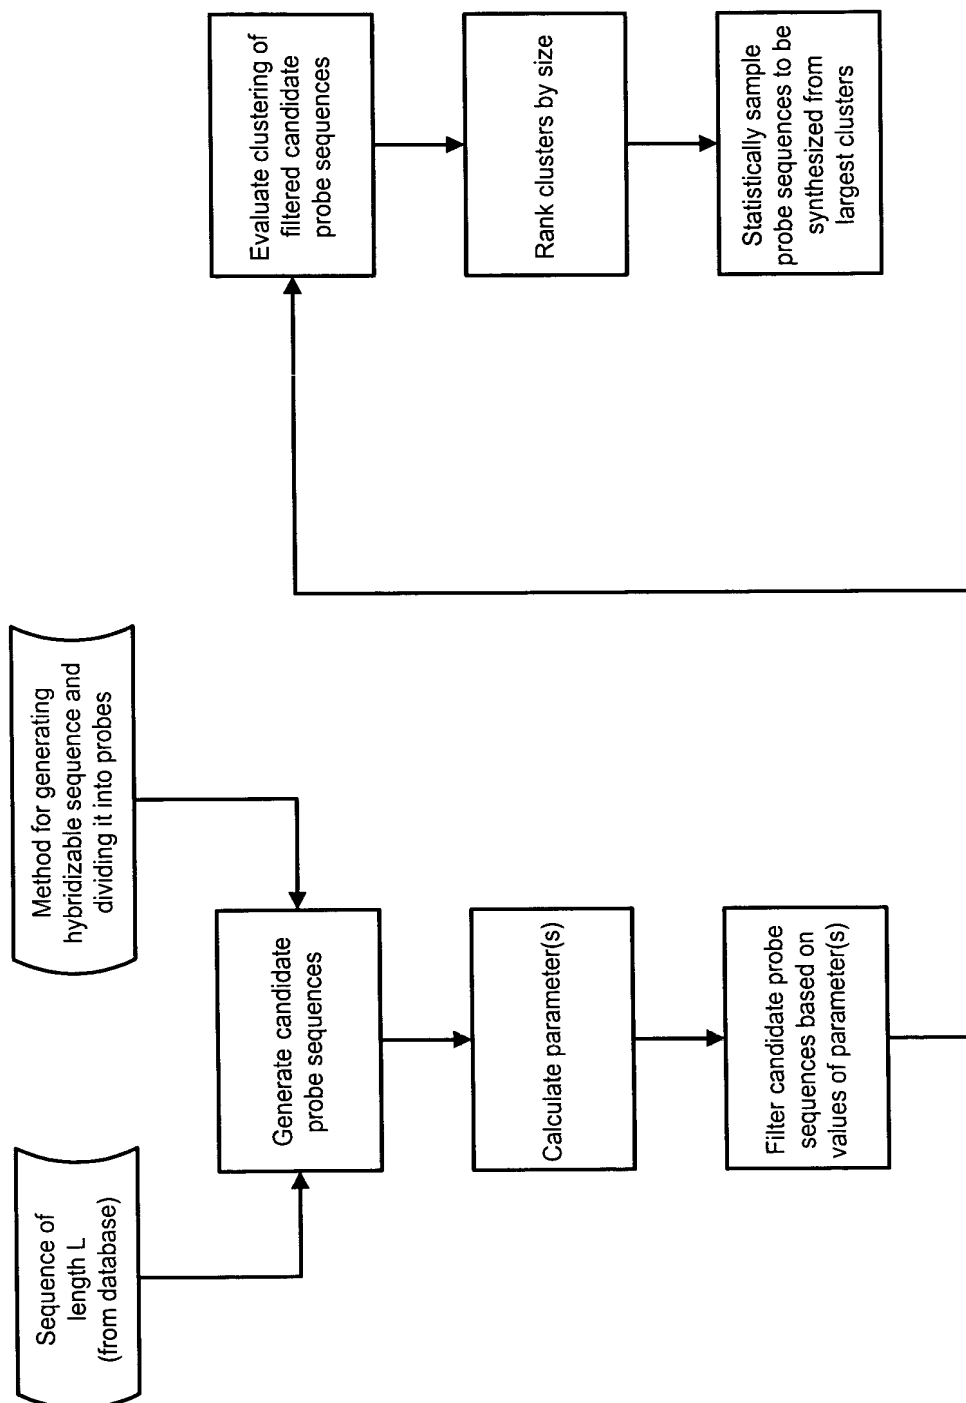 Sequence of
length L
(from database)
Method for generating
hybridizable sequence and
dividing it into probes
Generate candidate
probe sequences
Calculate parameter(s)
Filter candidate probe
sequences based on
values of parameter(s)
Evaluate clustering of
filtered candidate
probe sequences
Rank clusters by size
Statistically sample
probe sequences to be
synthesized from
largest clusters